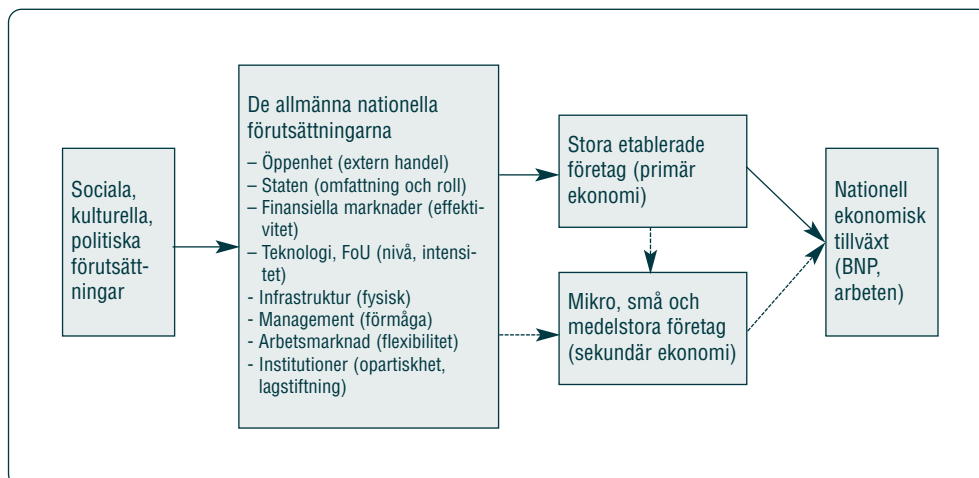 Sociala,
kulturella,
politiska
förutsätt-
ningar
De allmänna nationella
förutsättningarna
– Öppenhet (extern handel)
– Staten (omfattning och roll)
– Finansiella marknader (effekti-
vitet)
– Teknologi, FoU (nivå, intensi-
tet)
- Infrastruktur (fysisk)
- Management (förmåga)
- Arbetsmarknad (flexibilitet)
- Institutioner (opartiskhet,
lagstiftning)
Stora etablerade
företag (primär
ekonomi)
Mikro, små och
medelstora företag
(sekundär ekonomi)
Nationell
ekonomisk
tillväxt
(BNP,
arbeten)